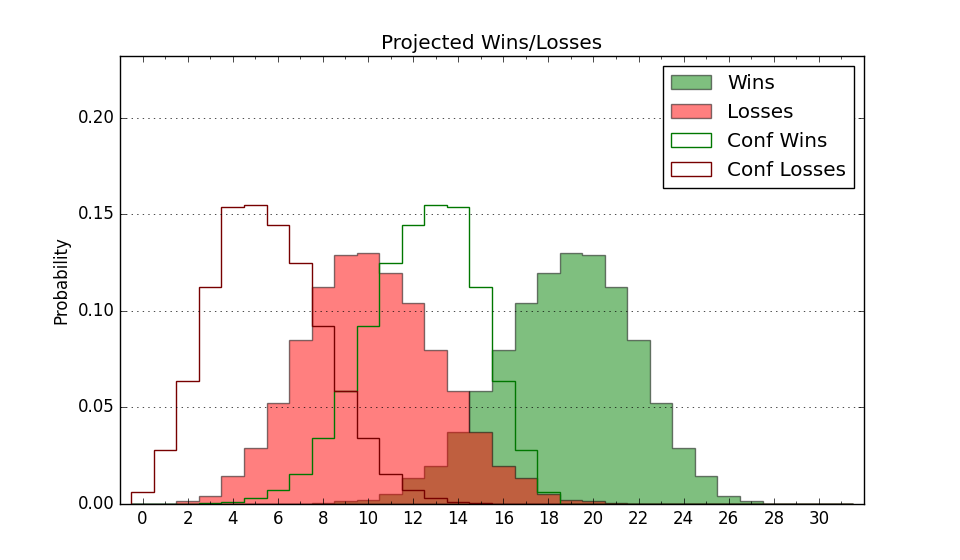 Projected Wins/Losses
Wins
Losses
Conf Wins
Conf Losses
Probability
0.20
0.15
0.10
0.05
0.00
0 2 4 6 8 10 12 14 16 18 20 22 24 26 28 30